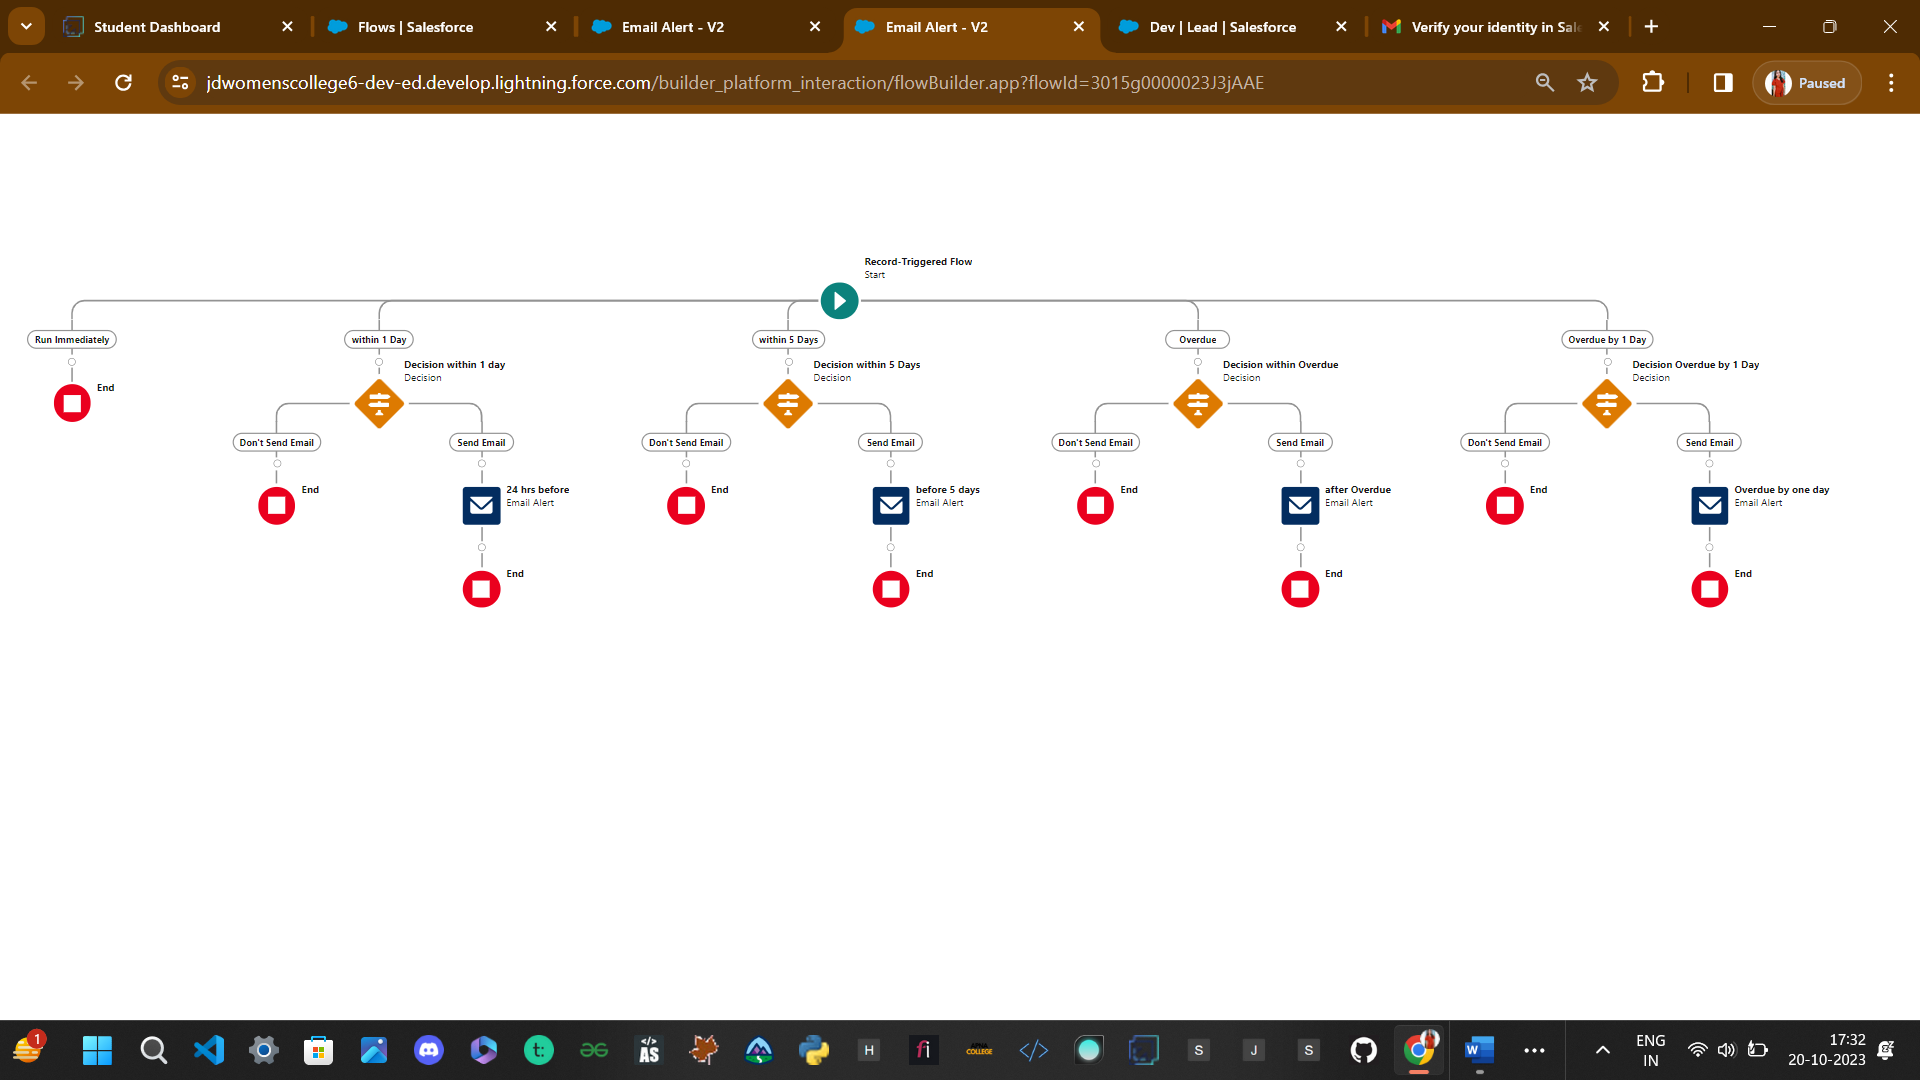 Student Dashboard
Flows | Salesforce
Email Alert - V2
Email Alert - V2
Dev | Lead | Salesforce
Verify your identity in Sal
jdwomenscollege6-dev-ed.develop.lightning.force.com/builder_platform_interaction/flowBuilder.app?flowId=3015g0000023J3jAAE
Paused
Record-Triggered Flow
Start
Run Immediately
within 1 Day
within 5 Days
Overdue
Overdue by 1 Day
End
Decision within 1 day
Decision
Decision within 5 Days
Decision
Decision within Overdue
Decision
Decision Overdue by 1 Day
Decision
Don't Send Email
Send Email
Don't Send Email
Send Email
Don't Send Email
Send Email
Don't Send Email
Send Email
End
24 hrs before
Email Alert
End
before 5 days
Email Alert
End
after Overdue
Email Alert
End
Overdue by one day
Email Alert
End
End
End
End
1
t:
</>
AS
H
fi
APNA
COLLEGE
</>
S
J
S
W
ENG
IN
17:32
20-10-2023